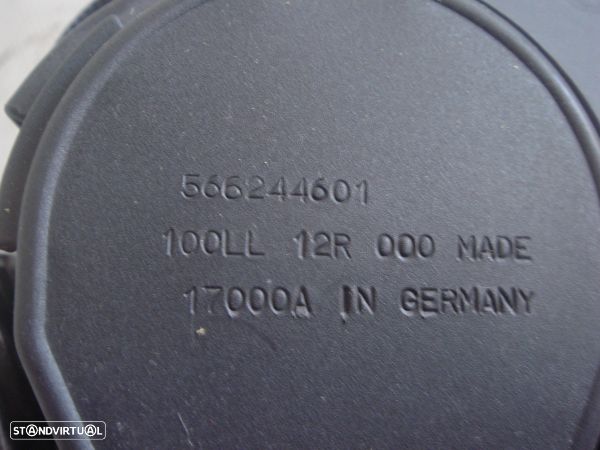 566244601
100LL 12R 000 MADE
17000A IN GERMANY
STANDVIRTUAL